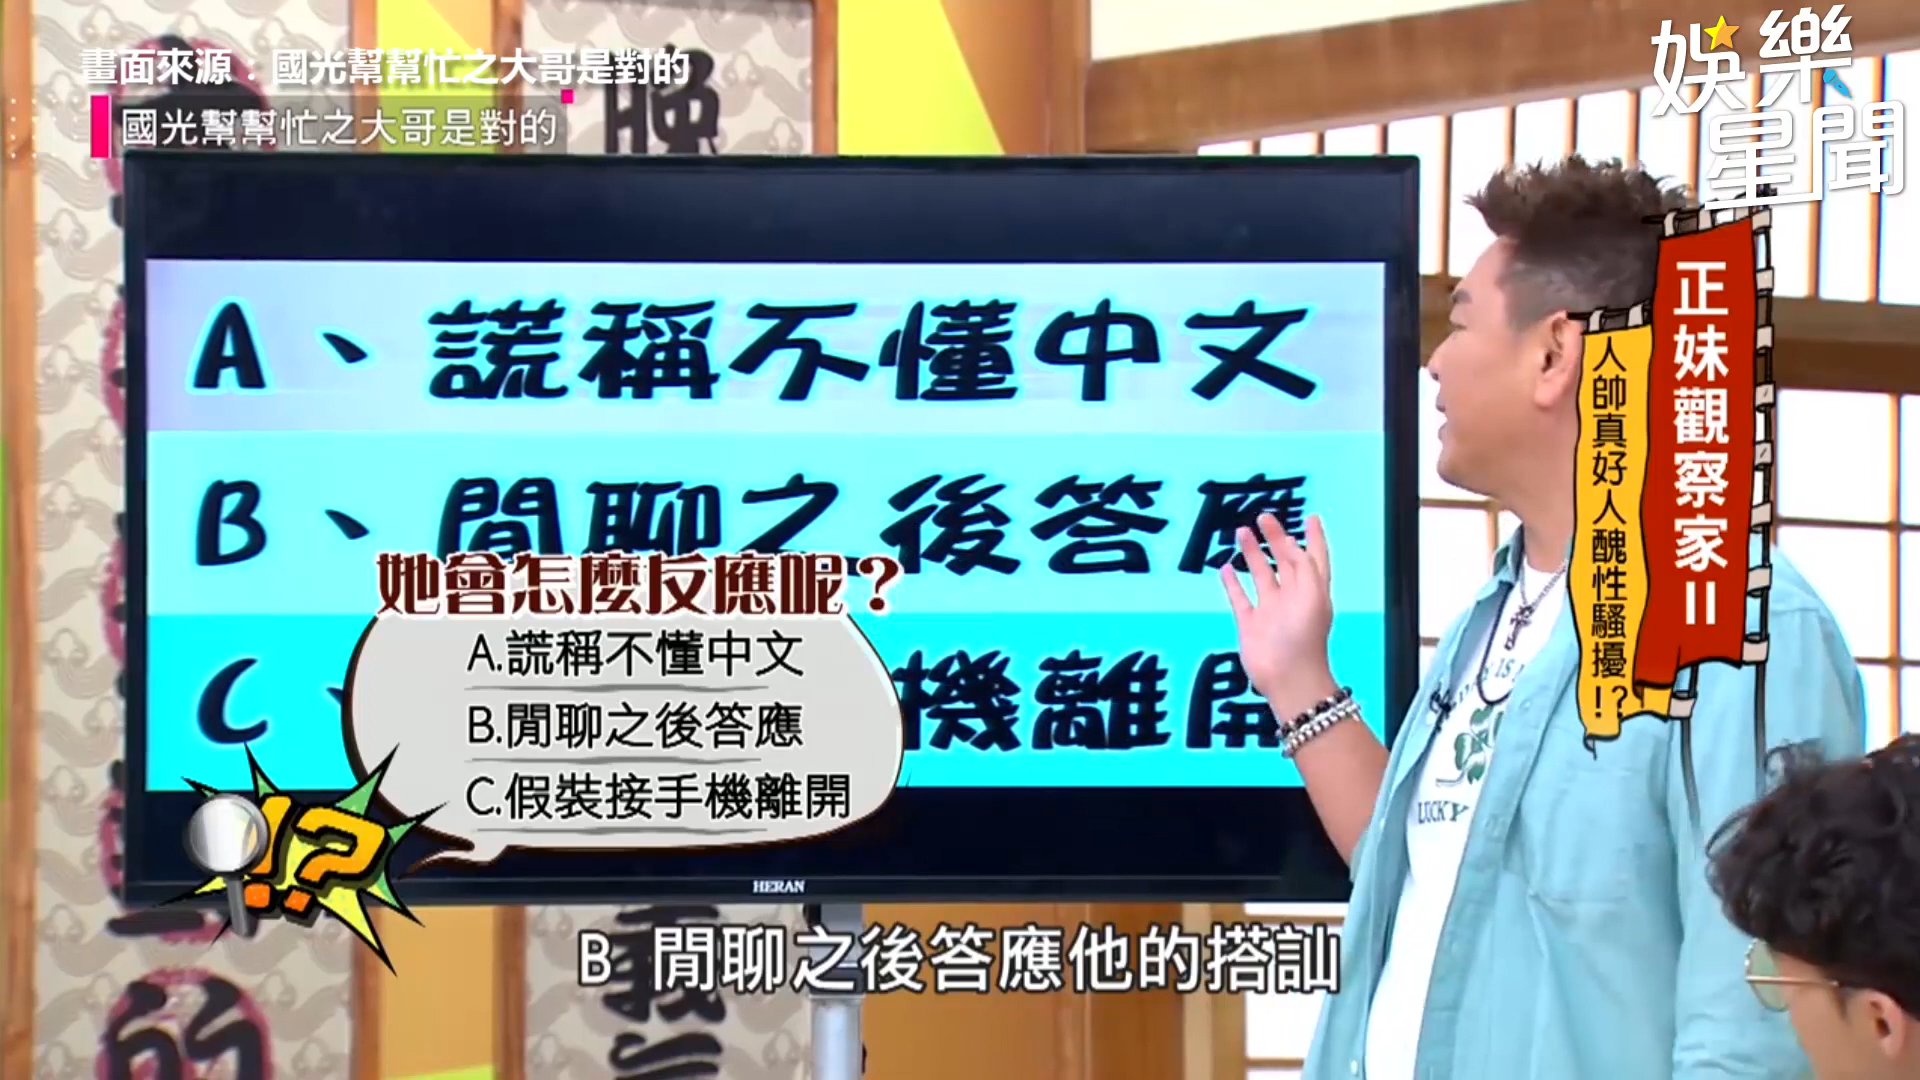 畫面來源：國光幫幫忙之大哥是對的
國光幫幫忙之大哥是對的
娛樂
星聞
晚
A、謊稱不懂中文
B、閒聊之後答應
C、機離開
HERAN
她會怎麼反應呢？
A.謊稱不懂中文
B.閒聊之後答應
C.假裝接手機離開
!?
正妹觀察家II
人帥真好人醜性騷擾!?
LUCKY
的
義
B 閒聊之後答應他的搭訕